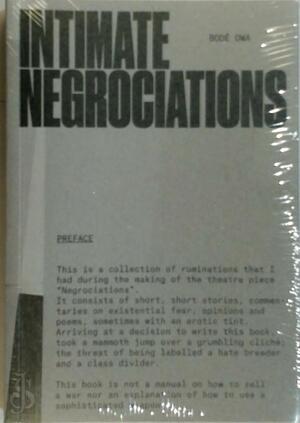 INTIMATE
BODÉ OWA
NEGROCIATIONS
PREFACE
This is a collection of ruminations that I
had during the making of the theatre piece
"Negrociations".
It consists of short, short stories, commen-
taries on existential fear, opinions and
poems, sometimes with an erotic tint.
Arriving at a decision to write this book
took a mammoth jump over a grumbling cliché;
the threat of being labelled a hate breeder
and a class divider.
This book is not a manual on how to sell
a war nor an explanation of how to use a
sophisticated weapon